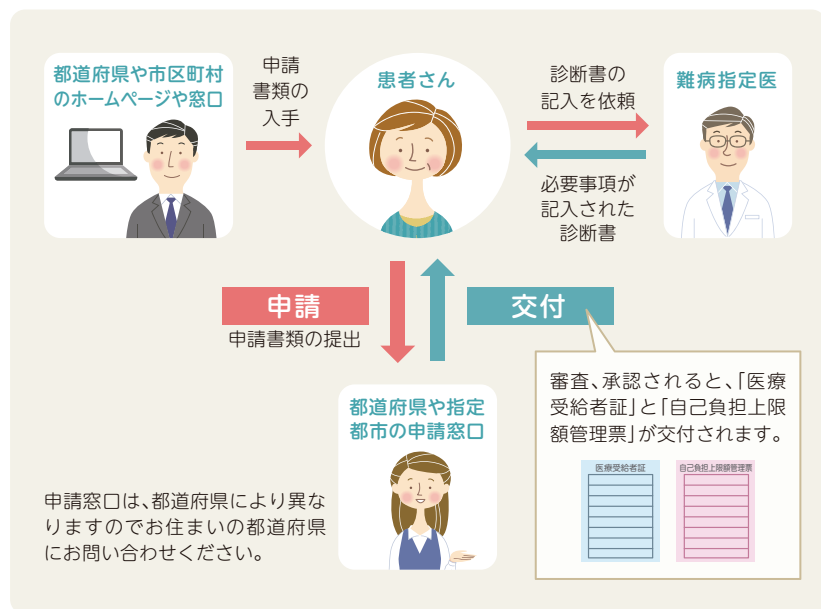 都道府県や市区町村
のホームページや窓口
申請
書類の
入手
患者さん
診断書の
記入を依頼
難病指定医
必要事項が
記入された
診断書
申請
申請書類の提出
交付
審査、承認されると、「医療
受給者証」と「自己負担上限
額管理票」が交付されます。
医療受給者証
自己負担上限額管理票
都道府県や指定
都市の申請窓口
申請窓口は、都道府県により異な
りますのでお住まいの都道府県
にお問い合わせください。